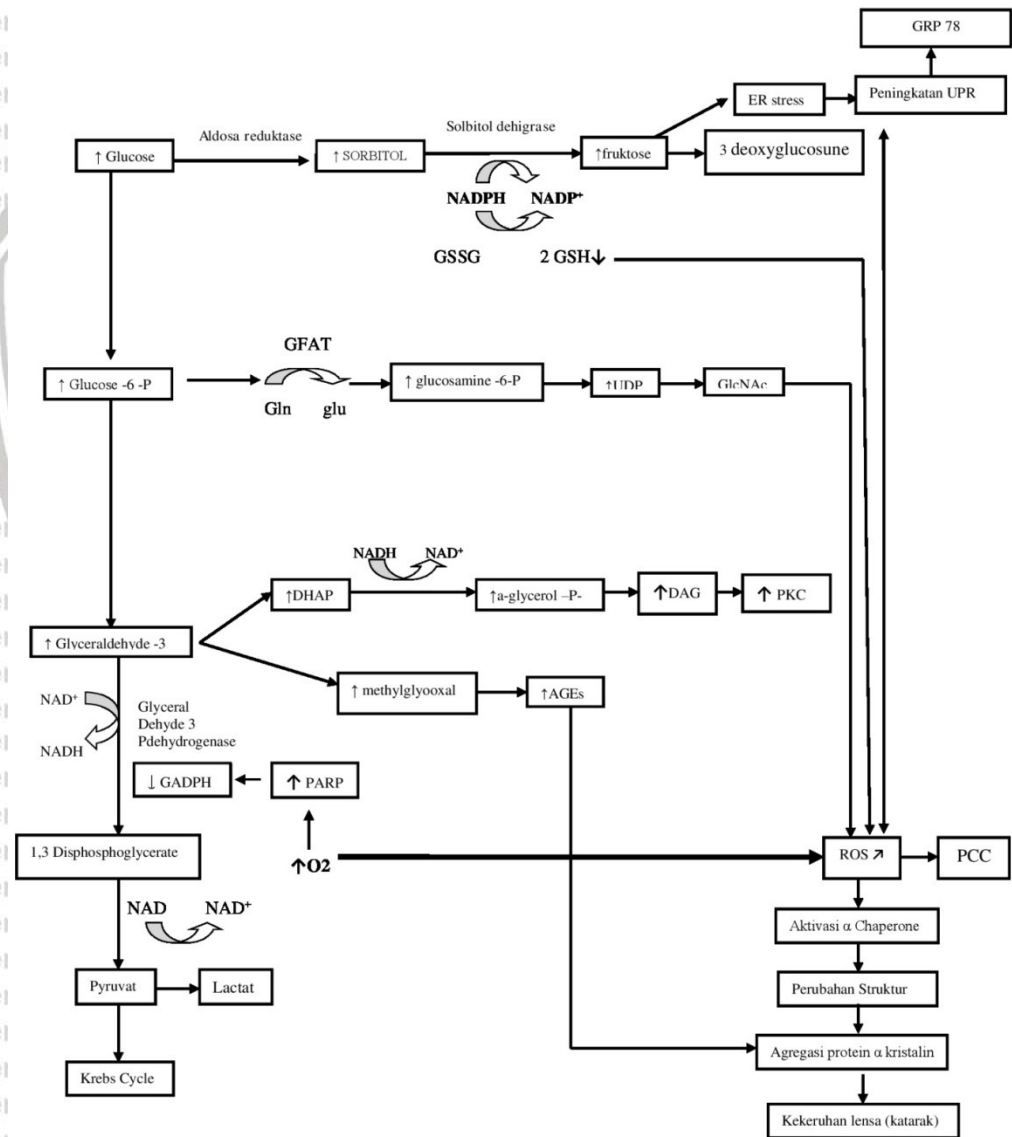 GRP 78
ER stress
Peningkatan UPR
Aldosa reduktase
Solbitol dehigrase
↑ Glucose
↑ SORBITOL
↑fruktose
3 deoxyglucosune
NADPH NADP+
GSSG 2 GSH↓
GFAT
↑ Glucose -6 -P
↑ glucosamine -6-P
↑UDP
GlcNAc
Gln glu
NADH NAD+
↑DHAP
↑a-glycerol –P-
↑DAG
↑ PKC
↑ Glyceraldehyde -3
↑ methylglyooxal
↑AGEs
NAD+
NADH
Glyceral
Dehyde 3
Pdehydrogenase
↓ GADPH
↑ PARP
1,3 Disphosphoglycerate
↑O2
ROS ↗
PCC
NAD NAD+
Aktivasi α Chaperone
Pyruvat
Lactat
Perubahan Struktur
Agregasi protein α kristalin
Krebs Cycle
Kekeruhan lensa (katarak)